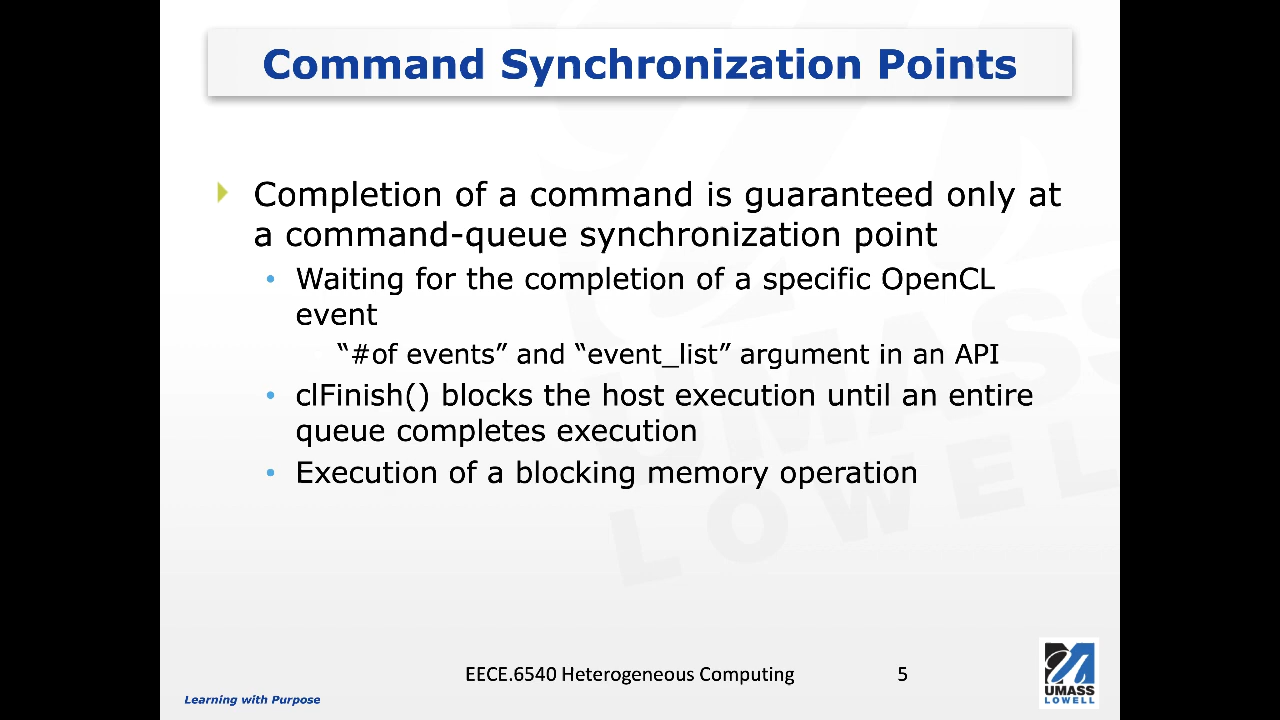 Command Synchronization Points
Completion of a command is guaranteed only at
a command-queue synchronization point
• Waiting for the completion of a specific OpenCL
event
“#of events” and “event_list” argument in an API
• clFinish() blocks the host execution until an entire
queue completes execution
• Execution of a blocking memory operation
UMASS
LOWELL
EECE.6540 Heterogeneous Computing
5
Learning with Purpose
UMASS
LOWELL